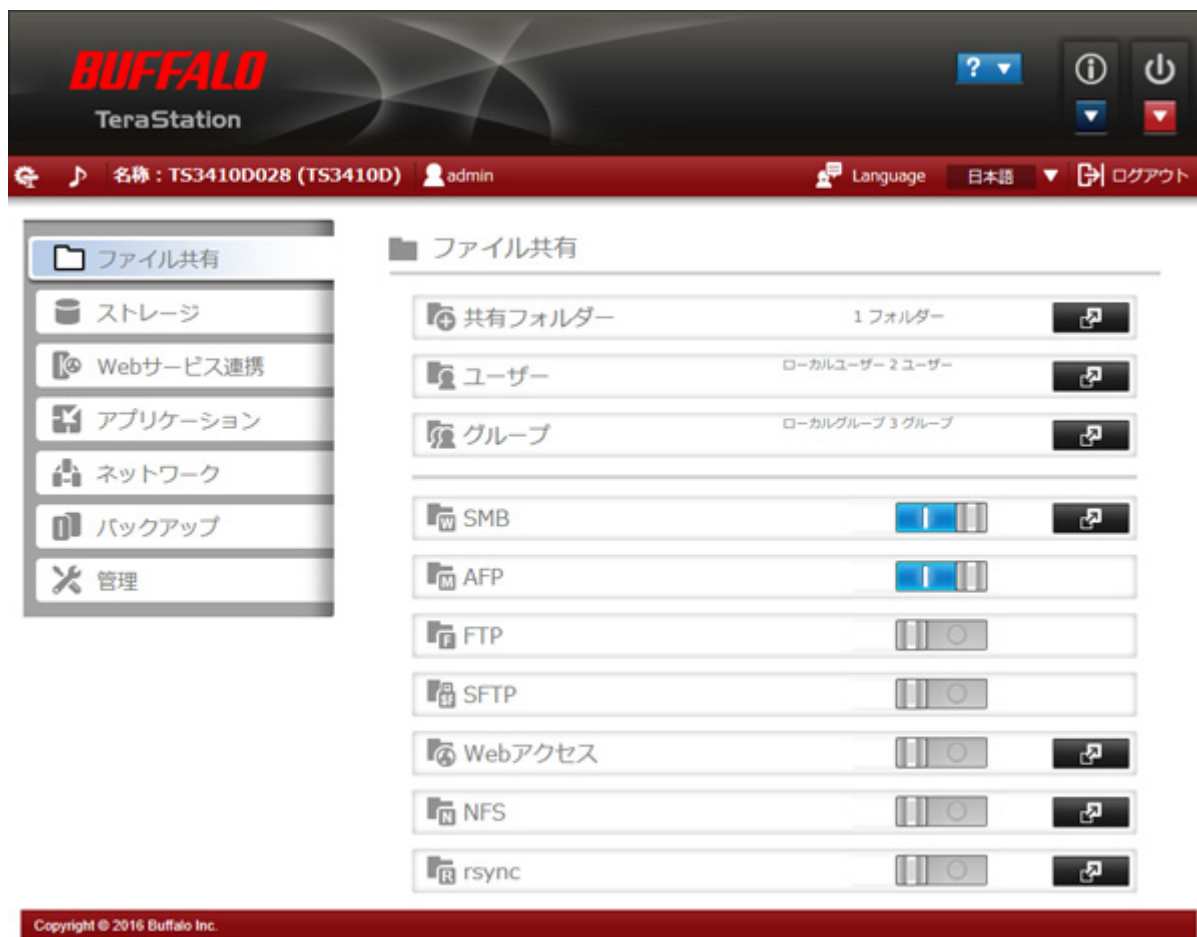 BUFFALO
TeraStation
?
名称：TS3410D028 (TS3410D) admin Language 日本語 ログアウト
ファイル共有
ストレージ
Webサービス連携
アプリケーション
ネットワーク
バックアップ
管理
ファイル共有
共有フォルダー 1 フォルダー
ユーザー ローカルユーザー 2 ユーザー
グループ ローカルグループ 3 グループ
SMB
AFP
FTP
SFTP
Webアクセス
NFS
rsync
Copyright © 2016 Buffalo Inc.